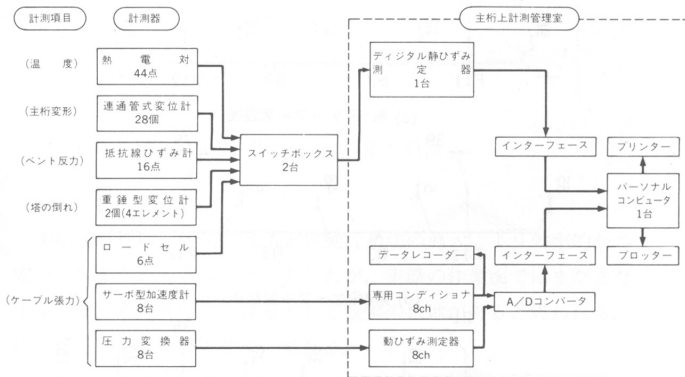 計測項目
計測器
主桁上計測管理室
(温度)
熱電対
44点
(主桁変形)
連通管式変位計
28個
(ベント反力)
抵抗線ひずみ計
16点
(塔の倒れ)
重錘型変位計
2個(4エレメント)
ロードセル
6点
(ケーブル張力)
サーボ型加速度計
8台
圧力変換器
8台
スイッチボックス
2台
ディジタル静ひずみ
測定器
1台
インターフェース
プリンター
パーソナル
コンピュータ
1台
データレコーダー
インターフェース
プロッター
専用コンディショナ
8ch
A/Dコンバータ
動ひずみ測定器
8ch